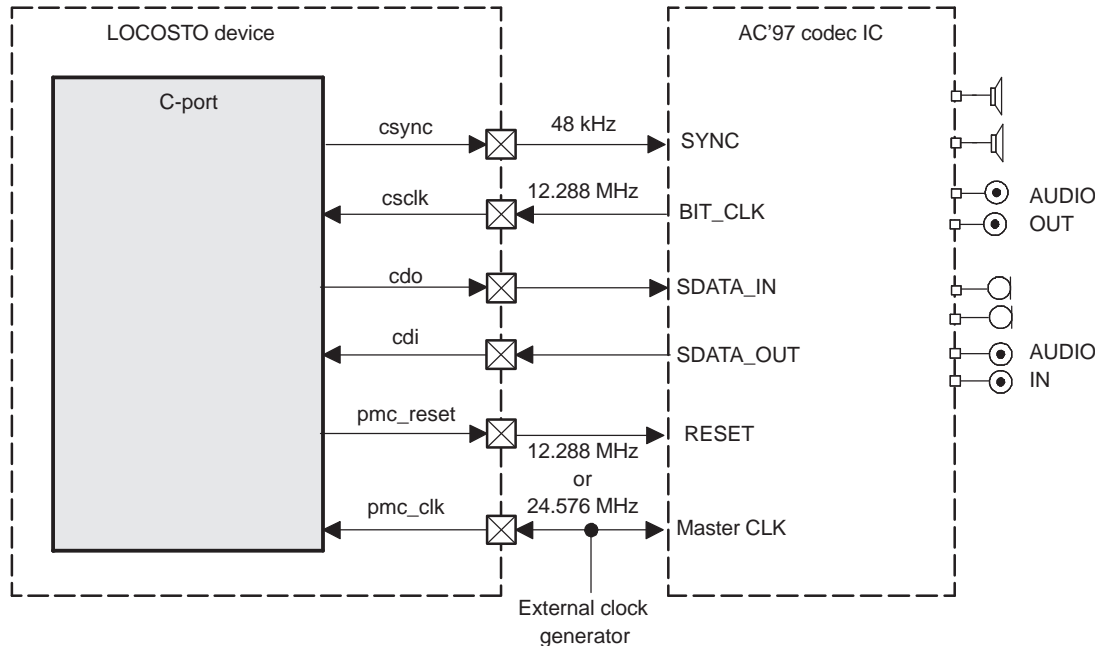 LOCOSTO device
AC'97 codec IC
C-port
csync
48 kHz
SYNC
csclk
12.288 MHz
BIT_CLK
AUDIO
OUT
cdo
SDATA_IN
cdi
SDATA_OUT
AUDIO
IN
pmc_reset
RESET
12.288 MHz
or
24.576 MHz
pmc_clk
Master CLK
External clock
generator